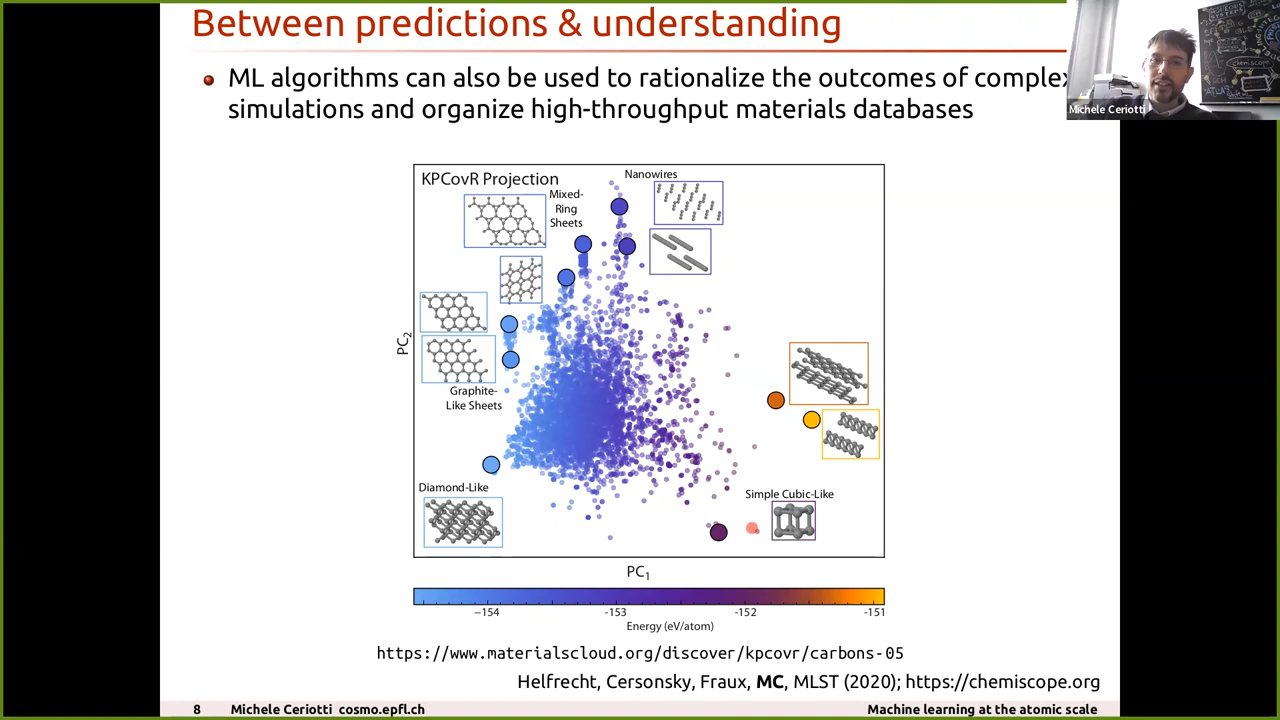 Between predictions & understanding
ML algorithms can also be used to rationalize the outcomes of complex
simulations and organize high-throughput materials databases
Michele Ceriotti
chemiscope
KPCovR Projection
Nanowires
Mixed-
Ring
Sheets
Graphite-
Like Sheets
Diamond-Like
Simple Cubic-Like
PC2
PC1
−154
-153
-152
-151
Energy (eV/atom)
https://www.materialscloud.org/discover/kpcovr/carbons-05
Helfrecht, Cersonsky, Fraux, MC, MLST (2020); https://chemiscope.org
8 Michele Ceriotti cosmo.epfl.ch Machine learning at the atomic scale